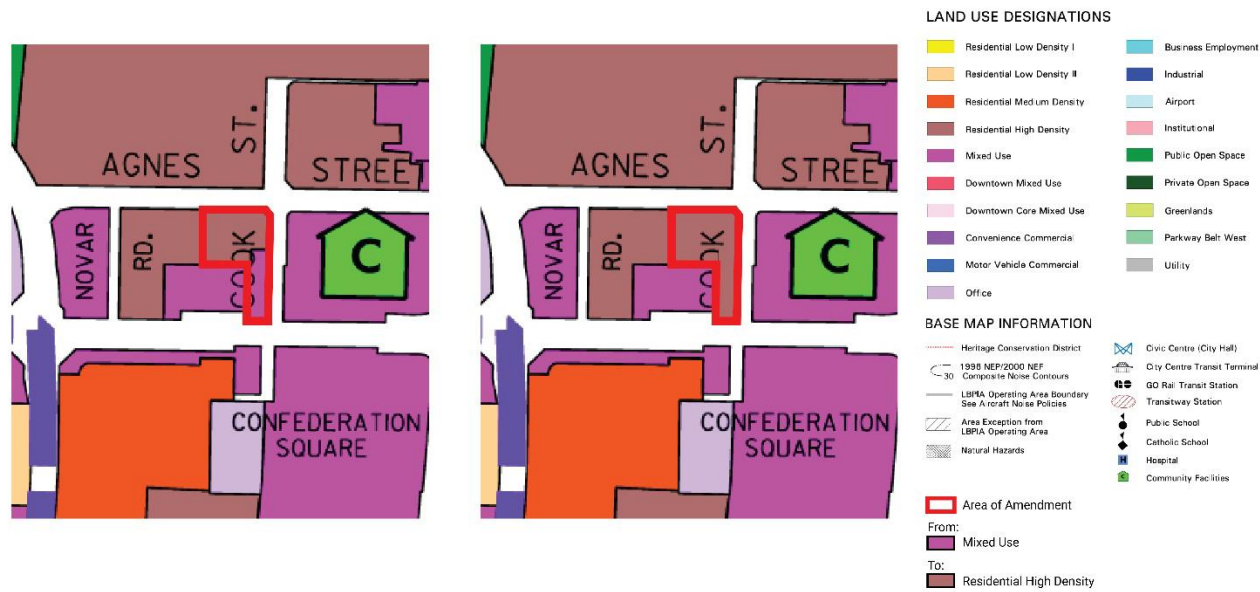 AGNES
ST.
STREE
NOVAR
RD.
COOK
C
CONFEDERATION
SQUARE
AGNES
ST.
STREE
NOVAR
RD.
COOK
C
CONFEDERATION
SQUARE
LAND USE DESIGNATIONS
Residential Low Density I
Residential Low Density II
Residential Medium Density
Residential High Density
Mixed Use
Downtown Mixed Use
Downtown Core Mixed Use
Convenience Commercial
Motor Vehicle Commercial
Office
Business Employment
Industrial
Airport
Institutional
Public Open Space
Private Open Space
Greenlands
Parkway Belt West
Utility
BASE MAP INFORMATION
Heritage Conservation District
1996 NEP/2000 NEF
Composite Noise Contours
30
LBPIA Operating Area Boundary
See Aircraft Noise Policies
Area Exception from
LBPIA Operating Area
Natural Hazards
Civic Centre (City Hall)
City Centre Transit Terminal
GO Rail Transit Station
Transitway Station
Public School
Catholic School
H Hospital
C Community Facilities
Area of Amendment
From:
Mixed Use
To:
Residential High Density